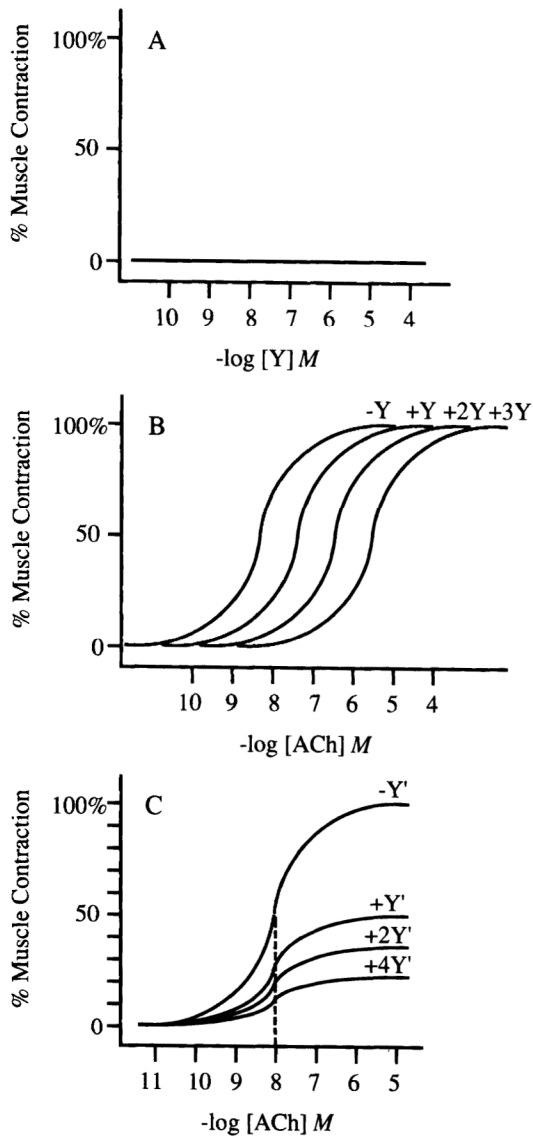 % Muscle Contraction
A
100%
50
0
10 9 8 7 6 5 4
-log [Y] M
% Muscle Contraction
B
-Y +Y +2Y +3Y
100%
50
0
10 9 8 7 6 5 4
-log [ACh] M
% Muscle Contraction
C
-Y'
100%
+Y'
50
+2Y'
+4Y'
0
11 10 9 8 7 6 5
-log [ACh] M